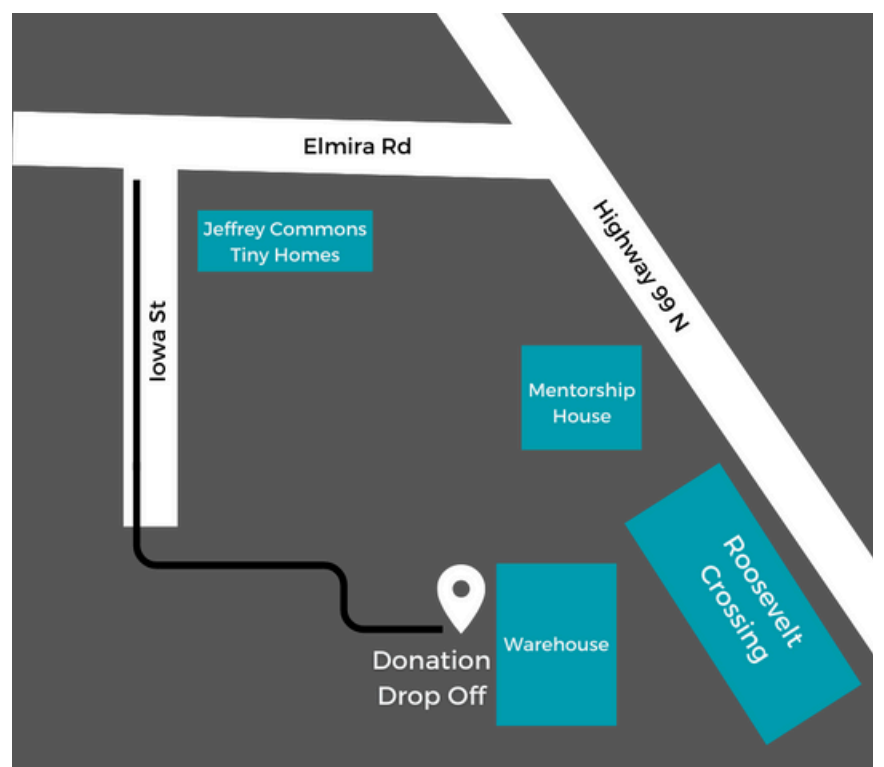 Elmira Rd
Jeffrey Commons
Tiny Homes
Highway 99 N
Iowa St
Mentorship
House
Roosevelt
Crossing
Warehouse
Donation
Drop Off